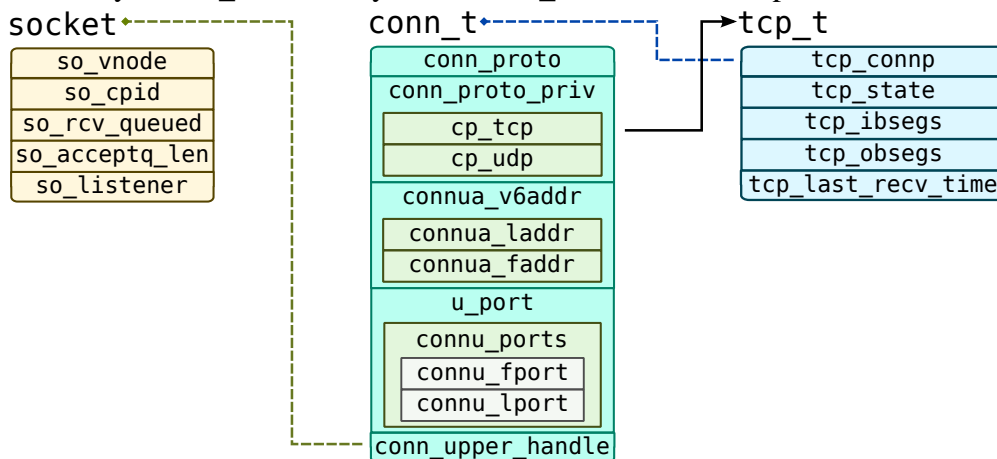 socket
so_vnode
so_cpid
so_rcv_queued
so_acceptq_len
so_listener
conn_t
conn_proto
conn_proto_priv
cp_tcp
cp_udp
connua_v6addr
connua_laddr
connua_faddr
u_port
connu_ports
connu_fport
connu_lport
conn_upper_handle
tcp_t
tcp_connp
tcp_state
tcp_ibsegs
tcp_obsegs
tcp_last_recv_time